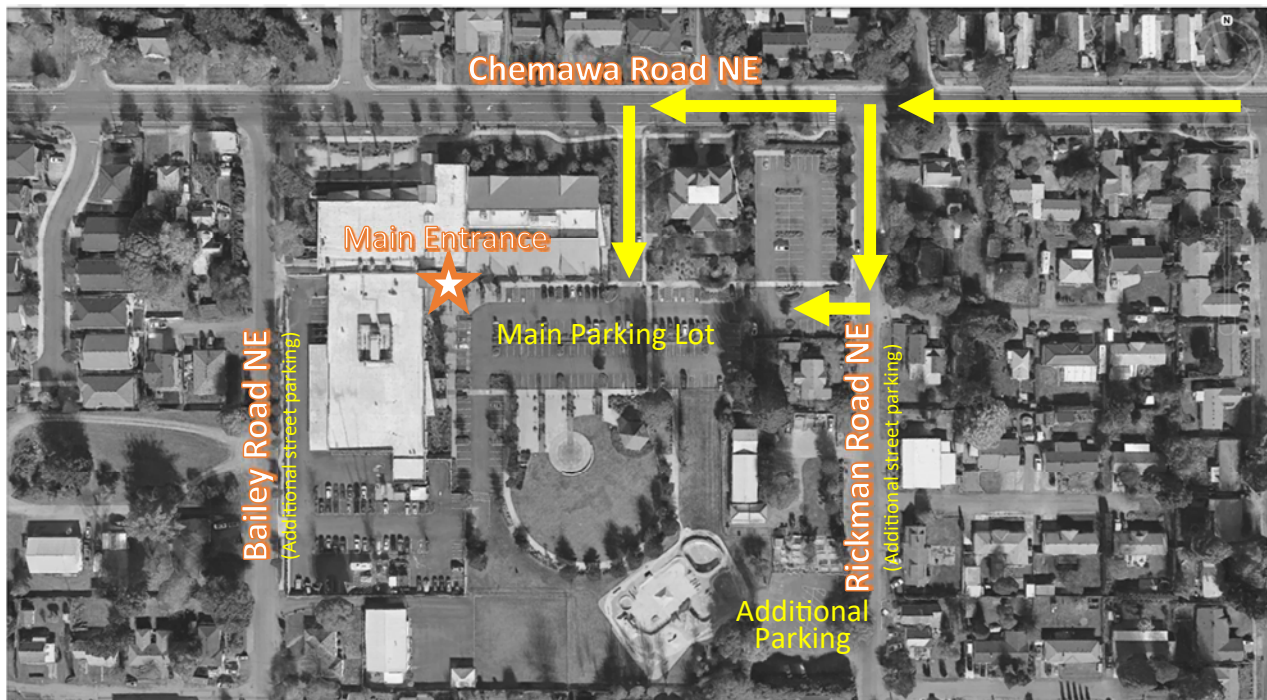 N
Chemawa Road NE
Main Entrance
Main Parking Lot
Bailey Road NE
(Additional street parking)
Rickman Road NE
(Additional street parking)
Additional
Parking